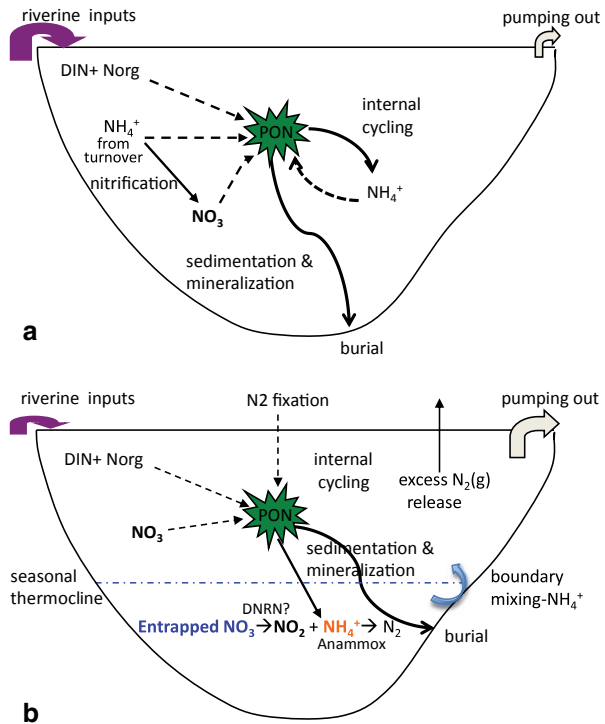 a
riverine inputs
pumping out
DIN+ Norg
internal
cycling
NH₄⁺
from
turnover
PON
nitrification
NH₄⁺
NO₃
sedimentation &
mineralization
burial
b
riverine inputs
N2 fixation
pumping out
DIN+ Norg
internal
cycling
excess N₂(g)
release
PON
NO₃
sedimentation &
mineralization
seasonal
thermocline
boundary
mixing-NH₄⁺
DNRN?
Entrapped NO₃→NO₂ + NH₄⁺→ N₂
Anammox
burial